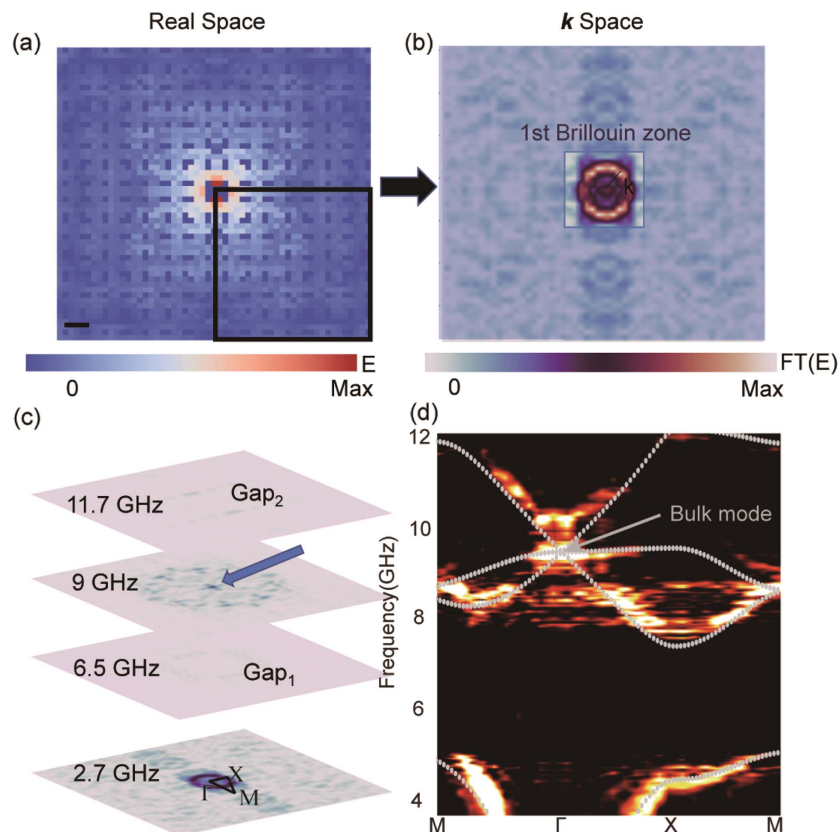 Real Space
k Space
(a)
(b)
1st Brillouin zone
k
E
0
Max
FT(E)
0
Max
(c)
(d)
11.7 GHz
Gap2
9 GHz
6.5 GHz
Gap1
2.7 GHz
X
Γ
M
12
10
8
6
4
Frequency(GHz)
Bulk mode
M
Γ
X
M